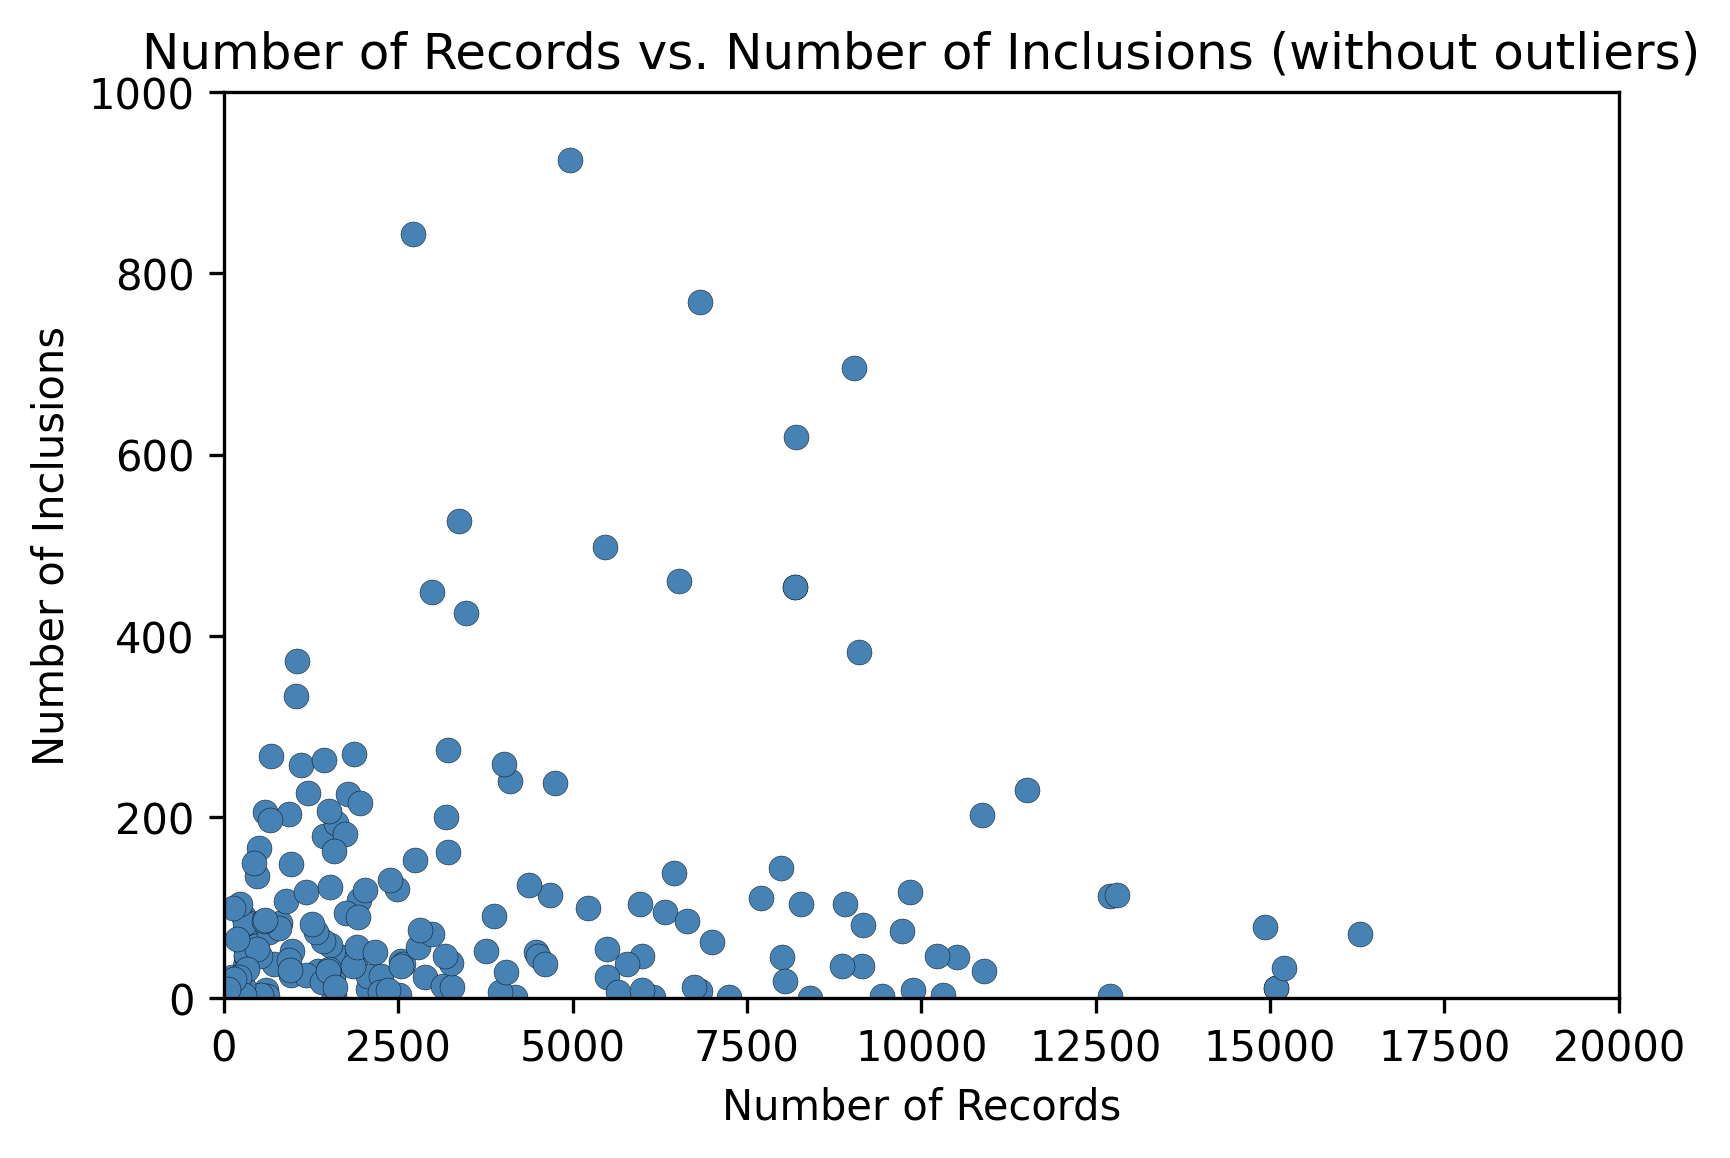 Number of Records vs. Number of Inclusions (without outliers)
1000
800
600
400
200
0
Number of Inclusions
0 2500 5000 7500 10000 12500 15000 17500 20000
Number of Records